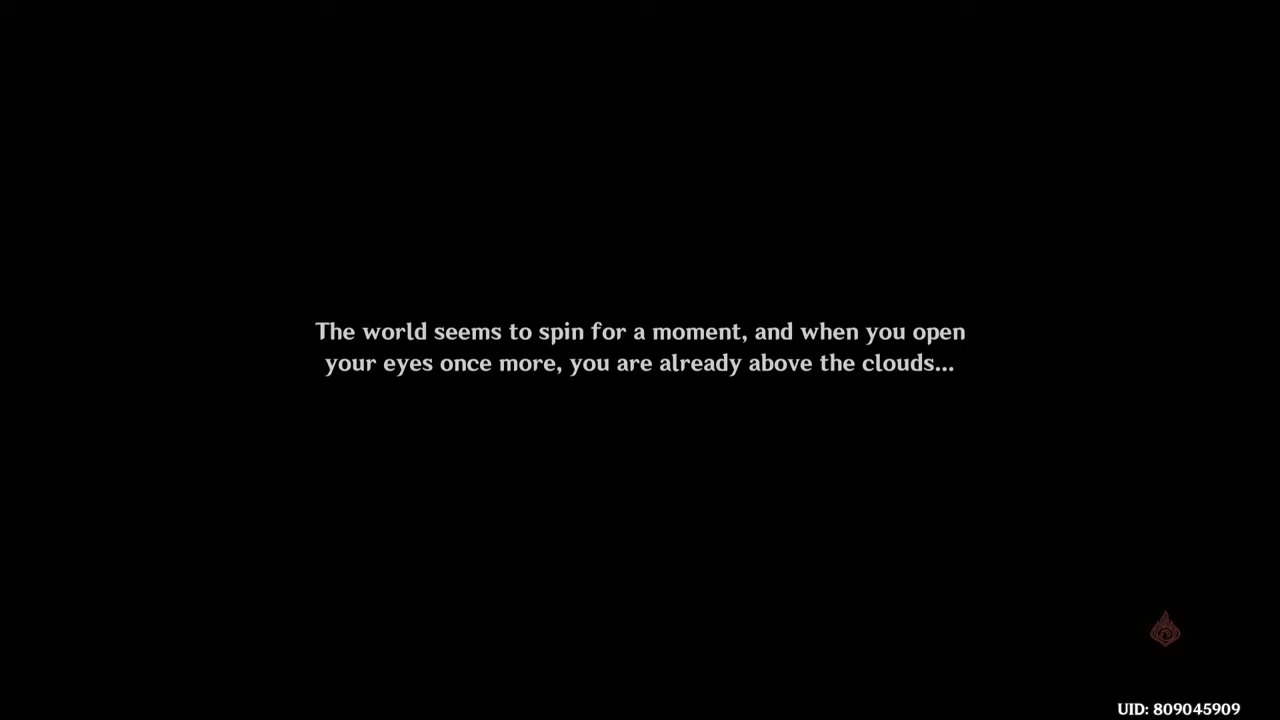 The world seems to spin for a moment, and when you open
your eyes once more, you are already above the clouds...
UID: 809045909